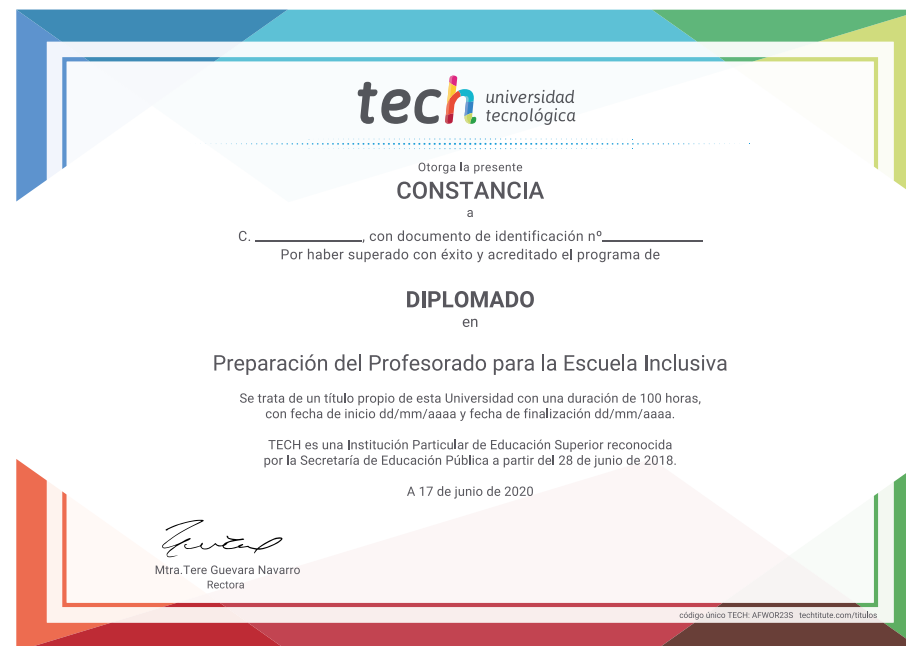 tech universidad
tecnológica
Otorga la presente
CONSTANCIA
a
C. ____________, con documento de identificación nº____________
Por haber superado con éxito y acreditado el programa de
DIPLOMADO
en
Preparación del Profesorado para la Escuela Inclusiva
Se trata de un título propio de esta Universidad con una duración de 100 horas,
con fecha de inicio dd/mm/aaaa y fecha de finalización dd/mm/aaaa.
TECH es una Institución Particular de Educación Superior reconocida
por la Secretaría de Educación Pública a partir del 28 de junio de 2018.
A 17 de junio de 2020
Mtra.Tere Guevara Navarro
Rectora
código único TECH: AFWOR23S techtitute.com/titulos